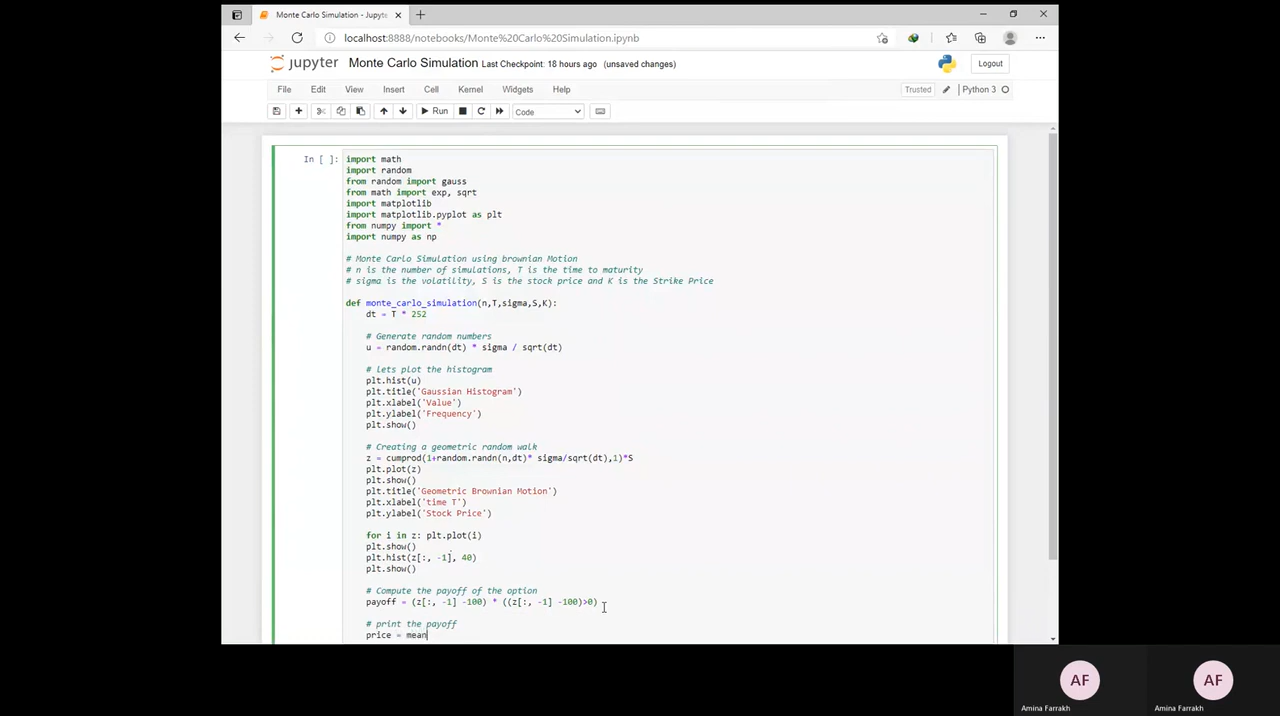 Monte Carlo Simulation - Jupyte
localhost:8888/notebooks/Monte%20Carlo%20Simulation.ipynb
jupyter Monte Carlo Simulation Last Checkpoint: 18 hours ago (unsaved changes)
Logout
File Edit View Insert Cell Kernel Widgets Help
Trusted
Python 3
Run
Code
In [ ]:
import math
import random
from random import gauss
from math import exp, sqrt
import matplotlib
import matplotlib.pyplot as plt
from numpy import *
import numpy as np
# Monte Carlo Simulation using brownian Motion
# n is the number of simulations, T is the time to maturity
# sigma is the volatility, S is the stock price and K is the Strike Price
def monte_carlo_simulation(n,T,sigma,S,K):
dt = T * 252
# Generate random numbers
u = random.randn(dt) * sigma / sqrt(dt)
# Lets plot the histogram
plt.hist(u)
plt.title('Gaussian Histogram')
plt.xlabel('Value')
plt.ylabel('Frequency')
plt.show()
# Creating a geometric random walk
z = cumprod(1+random.randn(n,dt)* sigma/sqrt(dt),1)*S
plt.plot(z)
plt.show()
plt.title('Geometric Brownian Motion')
plt.xlabel('time T')
plt.ylabel('Stock Price')
for i in z: plt.plot(i)
plt.show()
plt.hist(z[:, -1], 40)
plt.show()
# Compute the payoff of the option
payoff = (z[:, -1] -100) * ((z[:, -1] -100)>0)
# print the payoff
price = mean
AF
Amina Farrakh
AF
Amina Farrakh